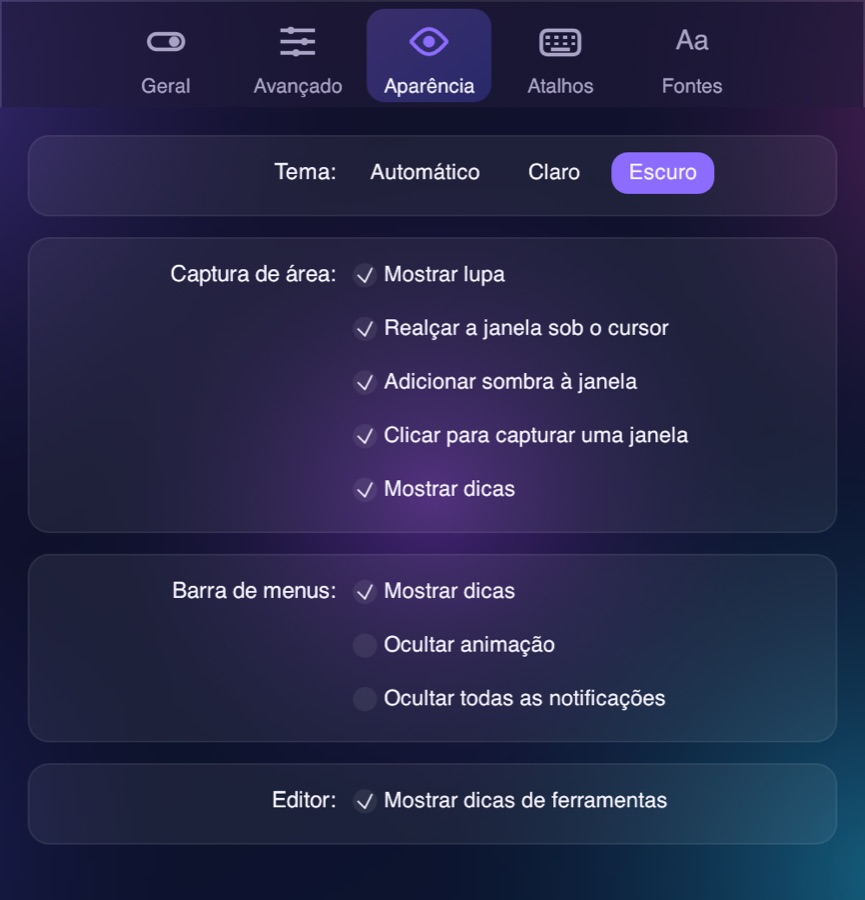 Geral
Avançado
Aparência
Atalhos
Aa
Fontes
Tema: Automático Claro Escuro
Captura de área: Mostrar lupa
Realçar a janela sob o cursor
Adicionar sombra à janela
Clicar para capturar uma janela
Mostrar dicas
Barra de menus: Mostrar dicas
Ocultar animação
Ocultar todas as notificações
Editor: Mostrar dicas de ferramentas